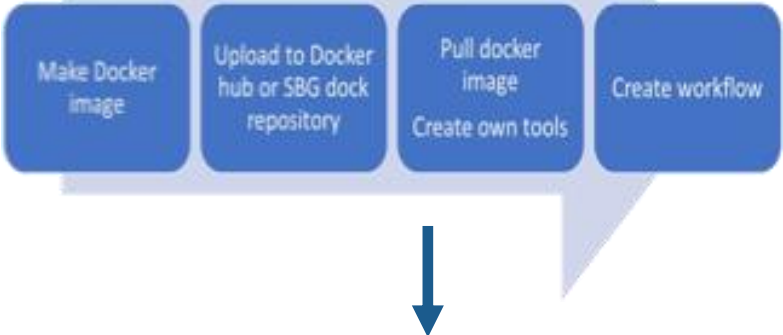 Make Docker
image
Upload to Docker
hub or SBG dock
repository
Pull docker
image
Create own tools
Create workflow